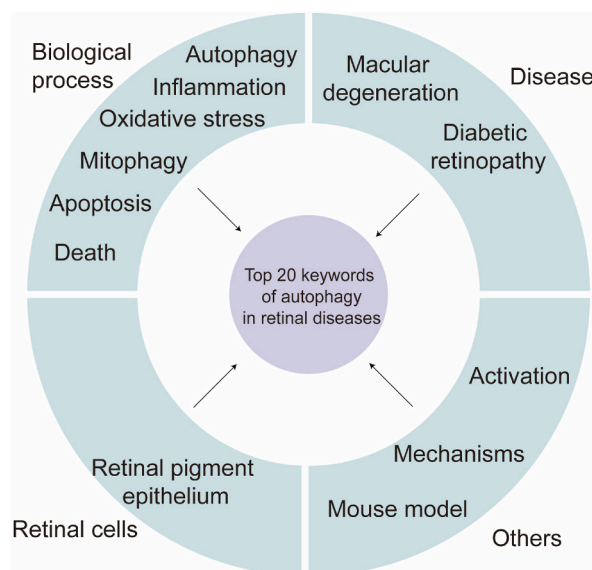 Biological
process
Autophagy
Inflammation
Oxidative stress
Mitophagy
Apoptosis
Death
Macular
degeneration
Diabetic
retinopathy
Disease
Top 20 keywords
of autophagy
in retinal diseases
Retinal pigment
epithelium
Retinal cells
Activation
Mechanisms
Mouse model
Others